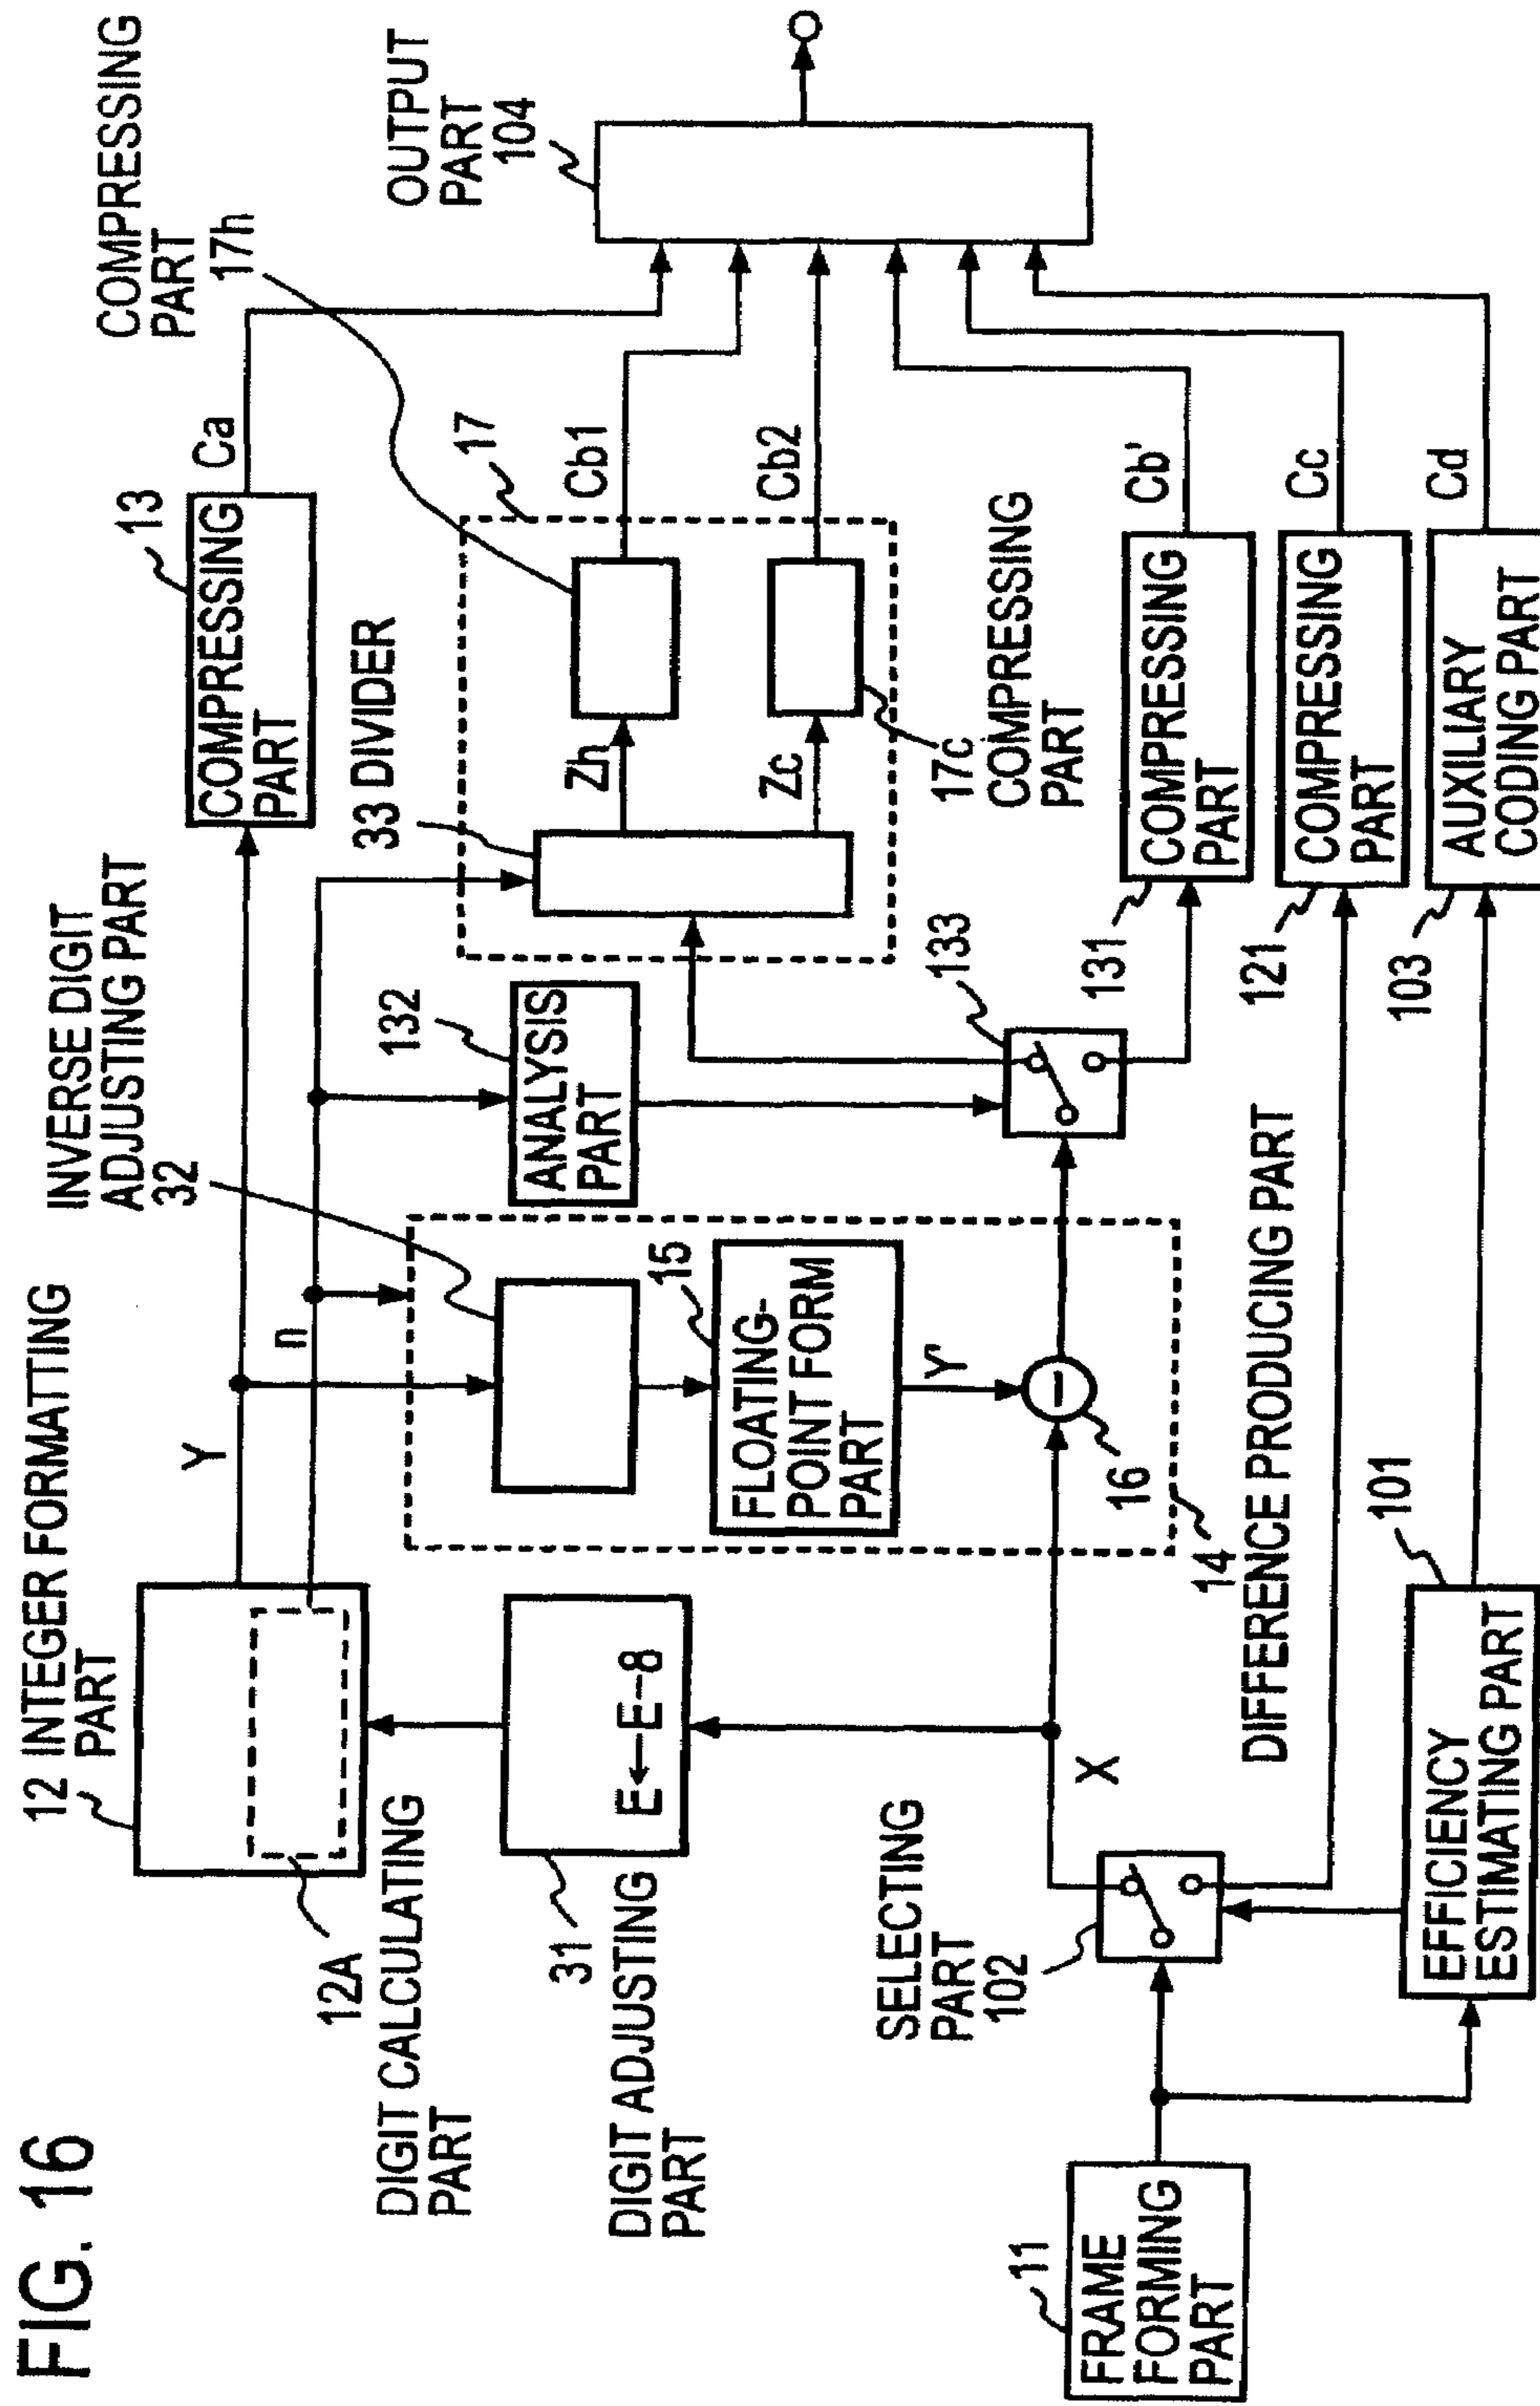 FIG. 16
12 INTEGER FORMATTING
PART
12A
DIGIT CALCULATING
PART
31
DIGIT ADJUSTING
PART
E←E-8
11
FRAME
FORMING
PART
SELECTING
PART
102
X
101
EFFICIENCY
ESTIMATING PART
Y
n
INVERSE DIGIT
ADJUSTING PART
32
15
FLOATING-
POINT FORM
PART
Y'
16
14
DIFFERENCE PRODUCING PART
132
ANALYSIS
PART
133
13
COMPRESSING
PART
Ca
33 DIVIDER
Zh
Zc
17
COMPRESSING
PART
17h
Cb1
Cb2
17c
COMPRESSING
PART
131
COMPRESSING
PART
Cb'
121
COMPRESSING
PART
Cc
103
AUXILIARY
CODING PART
Cd
OUTPUT
PART
104